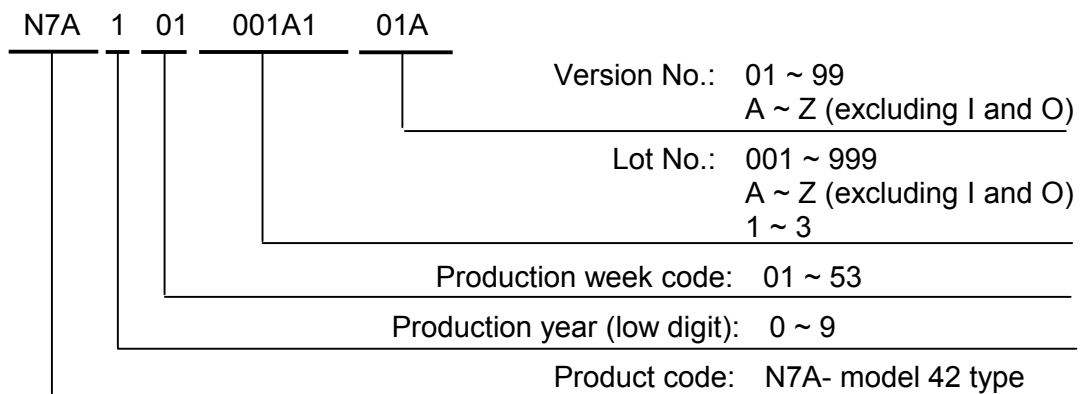 N7A 1 01 001A1 01A
Version No.: 01 ~ 99
A ~ Z (excluding I and O)
Lot No.: 001 ~ 999
A ~ Z (excluding I and O)
1 ~ 3
Production week code: 01 ~ 53
Production year (low digit): 0 ~ 9
Product code: N7A- model 42 type